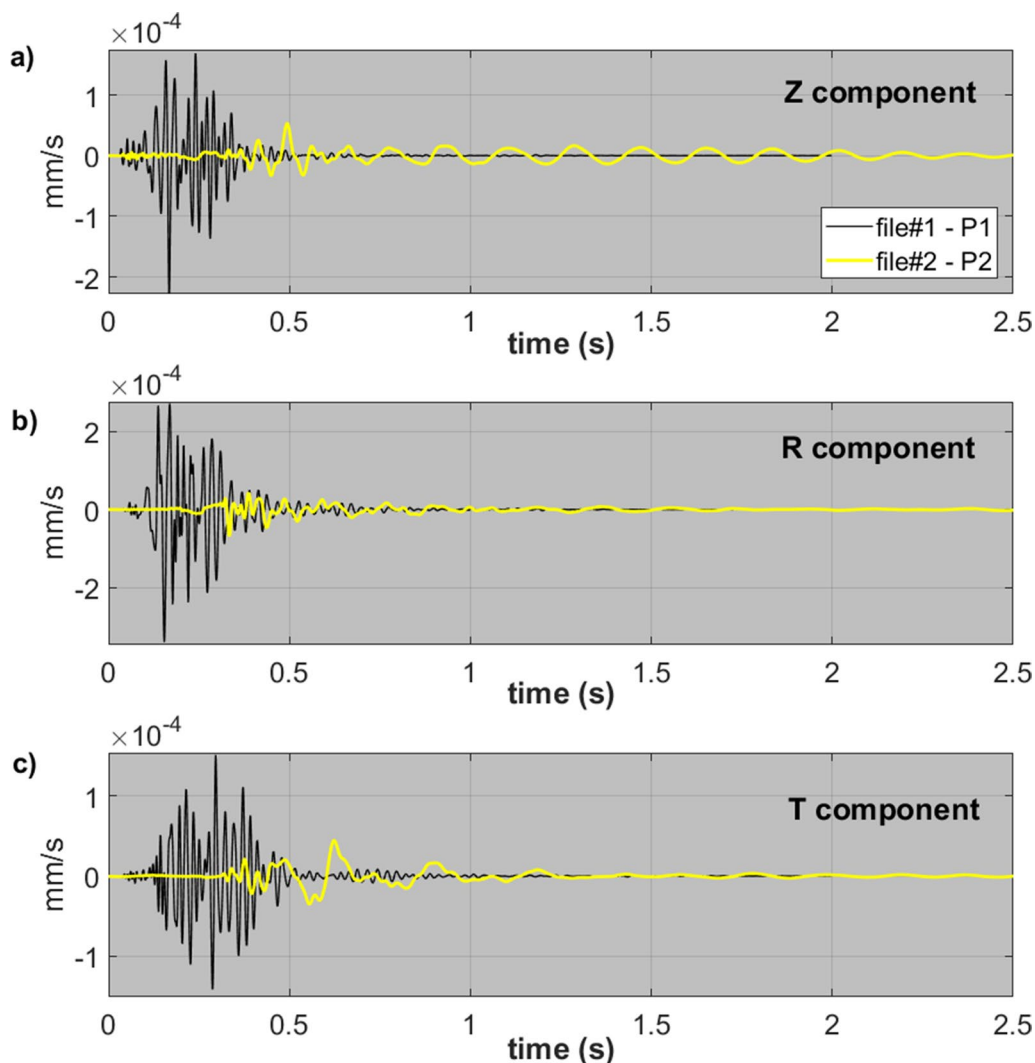 ×10⁻⁴
a)
Z component
1
0
-1
-2
mm/s
file#1 - P1
file#2 - P2
0 0.5 1 1.5 2 2.5
time (s)
×10⁻⁴
b)
R component
2
0
-2
mm/s
0 0.5 1 1.5 2 2.5
time (s)
×10⁻⁴
c)
T component
1
0
-1
mm/s
0 0.5 1 1.5 2 2.5
time (s)